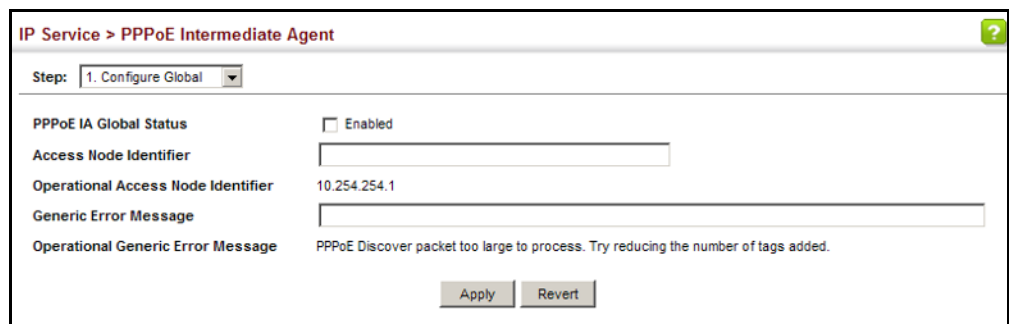 IP Service > PPPoE Intermediate Agent
?
Step: 1. Configure Global
PPPoE IA Global Status Enabled
Access Node Identifier
Operational Access Node Identifier 10.254.254.1
Generic Error Message
Operational Generic Error Message PPPoE Discover packet too large to process. Try reducing the number of tags added.
Apply Revert